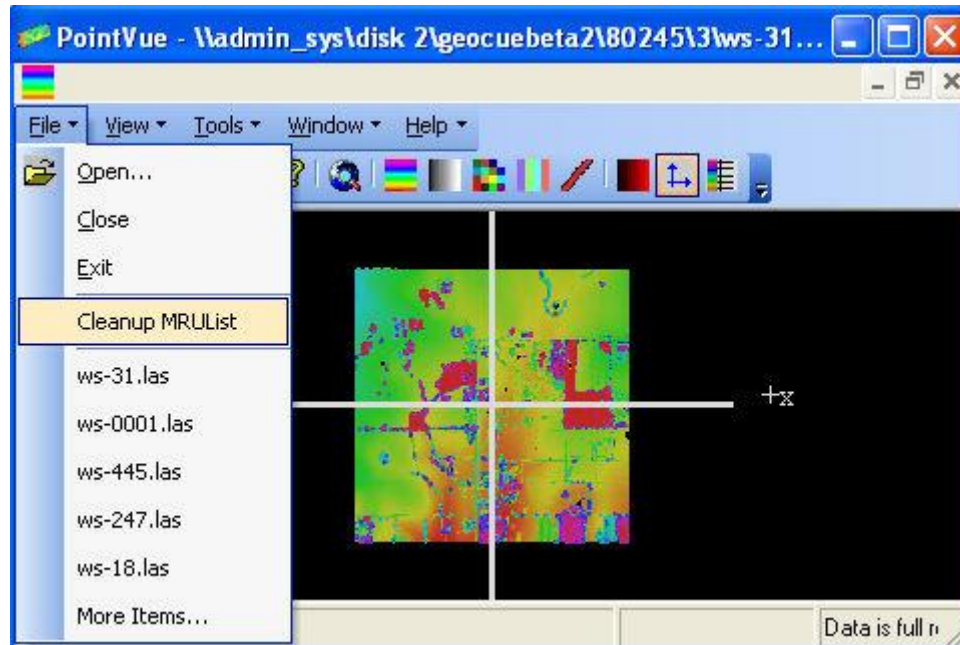 PointVue - \\admin_sys\disk 2\geocuebeta2\80245\3\ws-31...
File View Tools Window Help
Open...
Close
Exit
Cleanup MRUList
ws-31.las
ws-0001.las
ws-445.las
ws-247.las
ws-18.las
More Items...
+x
Data is full